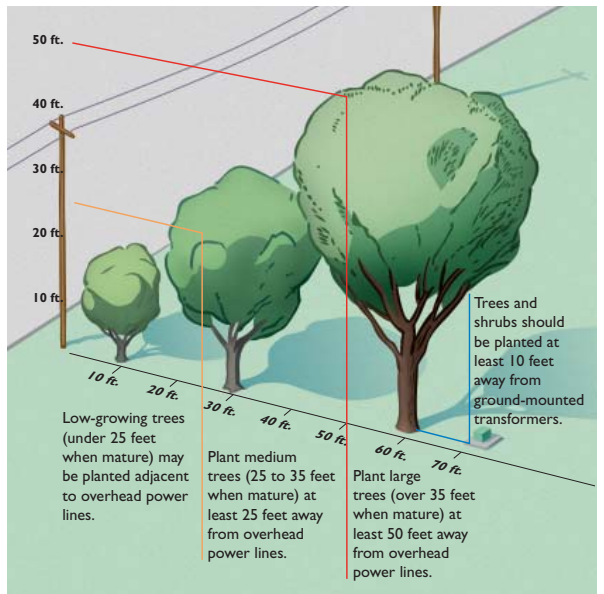 50 ft.
40 ft.
30 ft.
20 ft.
10 ft.
10 ft.
20 ft.
30 ft.
40 ft.
50 ft.
60 ft.
70 ft.
Low-growing trees
(under 25 feet
when mature) may
be planted adjacent
to overhead power
lines.
Plant medium
trees (25 to 35 feet
when mature) at
least 25 feet away
from overhead
power lines.
Plant large
trees (over 35 feet
when mature) at
least 50 feet away
from overhead
power lines.
Trees and
shrubs should
be planted at
least 10 feet
away from
ground-mounted
transformers.